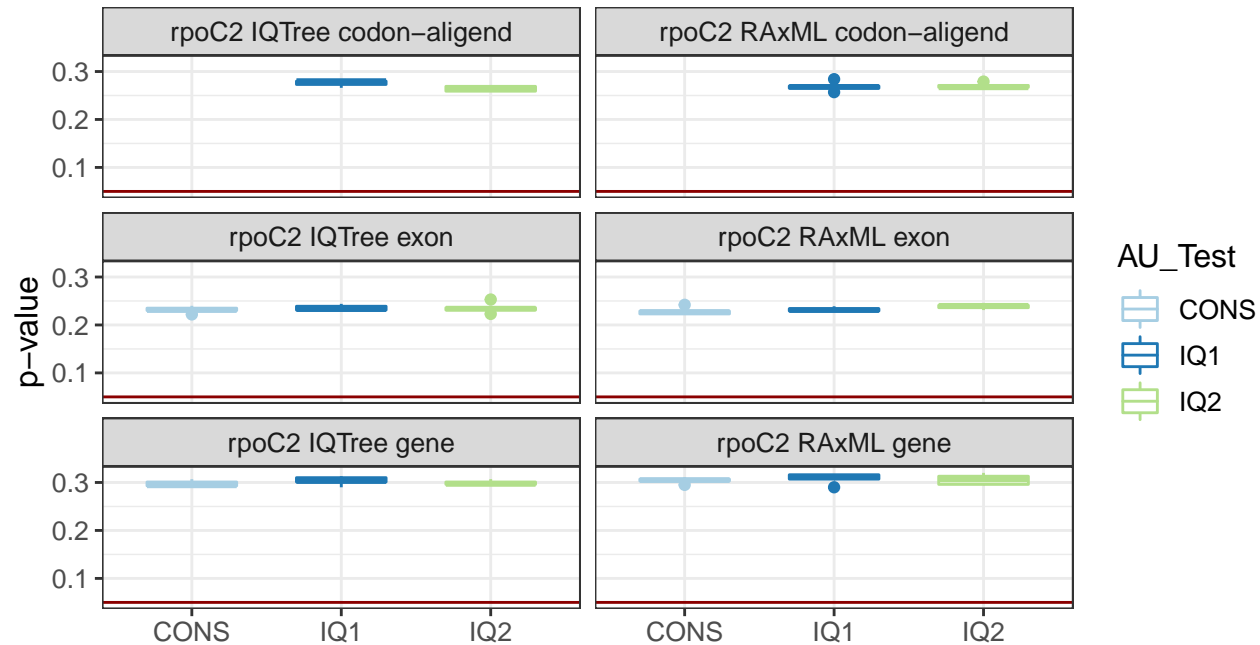 rpoC2 IQTree codon−aligend
rpoC2 RAxML codon−aligend
0.3
0.2
0.1
rpoC2 IQTree exon
rpoC2 RAxML exon
0.3
0.2
0.1
rpoC2 IQTree gene
rpoC2 RAxML gene
0.3
0.2
0.1
p−value
CONS IQ1 IQ2
CONS IQ1 IQ2
AU_Test
CONS
IQ1
IQ2